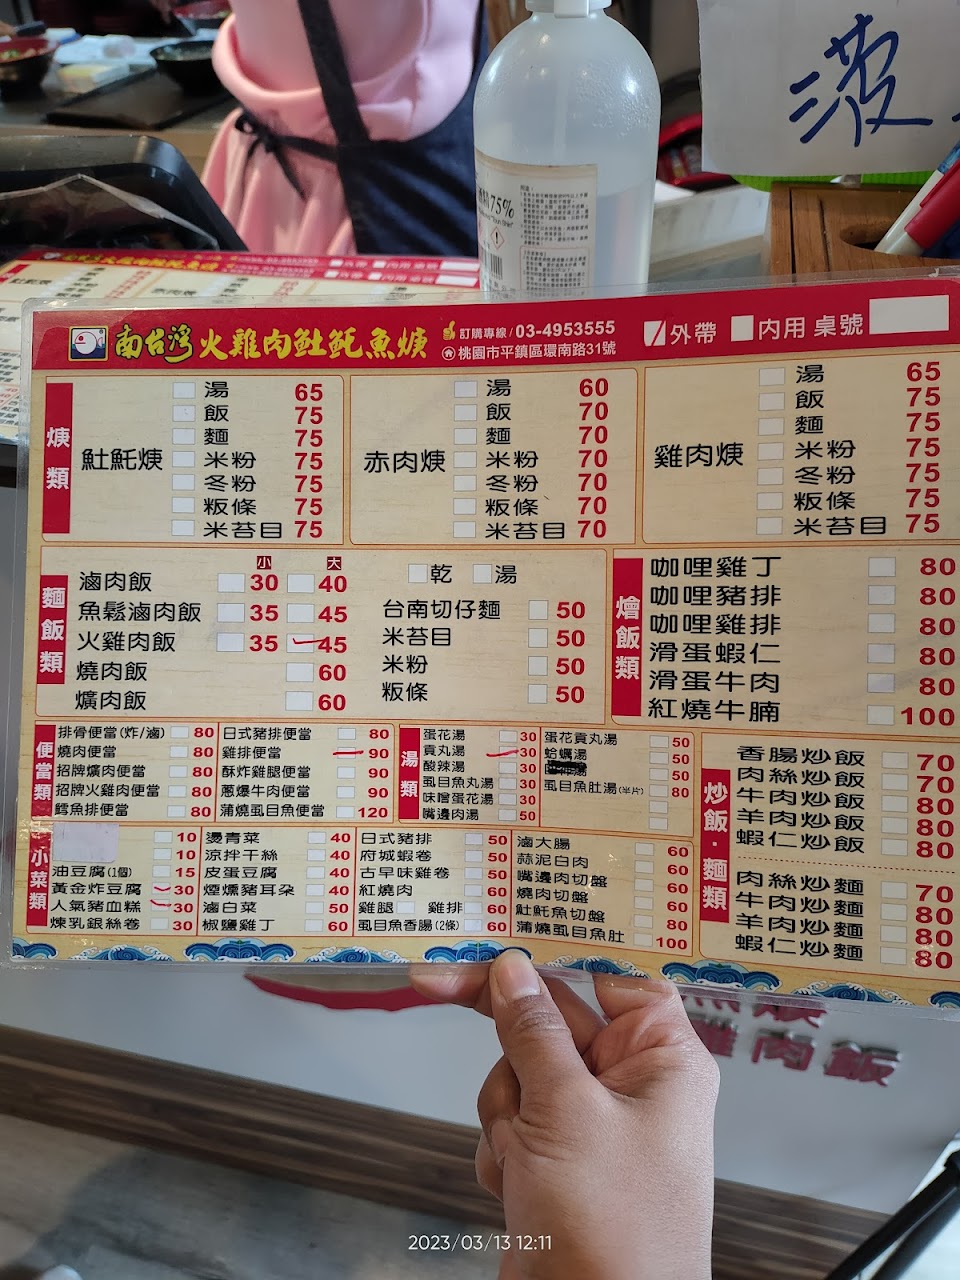 菠
75%
南台灣火雞肉𩵚魠魚焿
訂購專線/03-4953555
桃園市平鎮區環南路31號
外帶 內用 桌號
焿類
𩵚魠焿
湯 65
飯 75
麵 75
米粉 75
冬粉 75
粄條 75
米苔目 75
赤肉焿
湯 60
飯 70
麵 70
米粉 70
冬粉 70
粄條 70
米苔目 70
雞肉焿
湯 65
飯 75
麵 75
米粉 75
冬粉 75
粄條 75
米苔目 75
麵飯類
小 大
滷肉飯 30 40
魚鬆滷肉飯 35 45
火雞肉飯 35 45
燒肉飯 60
爌肉飯 60
乾 湯
台南切仔麵 50
米苔目 50
米粉 50
粄條 50
燴飯類
咖哩雞丁 80
咖哩豬排 80
咖哩雞排 80
滑蛋蝦仁 80
滑蛋牛肉 80
紅燒牛腩 100
便當類
排骨便當(炸/滷) 80
燒肉便當 80
招牌爌肉便當 80
招牌火雞肉便當 80
鱈魚排便當 80
日式豬排便當 80
雞排便當 90
酥炸雞腿便當 90
蔥爆牛肉便當 90
蒲燒虱目魚便當 120
湯類
蛋花湯 30
貢丸湯 30
酸辣湯 30
虱目魚丸湯 30
味噌蛋花湯 30
嘴邊肉湯 50
蛋花貢丸湯 50
蛤蠣湯 50
湯 50
虱目魚肚湯(半片) 80
炒飯·麵類
香腸炒飯 70
肉絲炒飯 70
牛肉炒飯 80
羊肉炒飯 80
蝦仁炒飯 80
肉絲炒麵 70
牛肉炒麵 80
羊肉炒麵 80
蝦仁炒麵 80
小菜類
10
10
油豆腐(1個) 15
黃金炸豆腐 30
人氣豬血糕 30
煉乳銀絲卷 30
燙青菜 40
涼拌干絲 40
皮蛋豆腐 40
煙燻豬耳朵 40
滷白菜 50
椒鹽雞丁 60
日式豬排 50
府城蝦卷 50
古早味雞卷 50
紅燒肉 60
雞腿 雞排 60
虱目魚香腸(2條) 60
滷大腸 60
蒜泥白肉 60
嘴邊肉切盤 60
燒肉切盤 60
𩵚魠魚切盤 80
蒲燒虱目魚肚 100
雞肉飯
2023/03/13 12:11